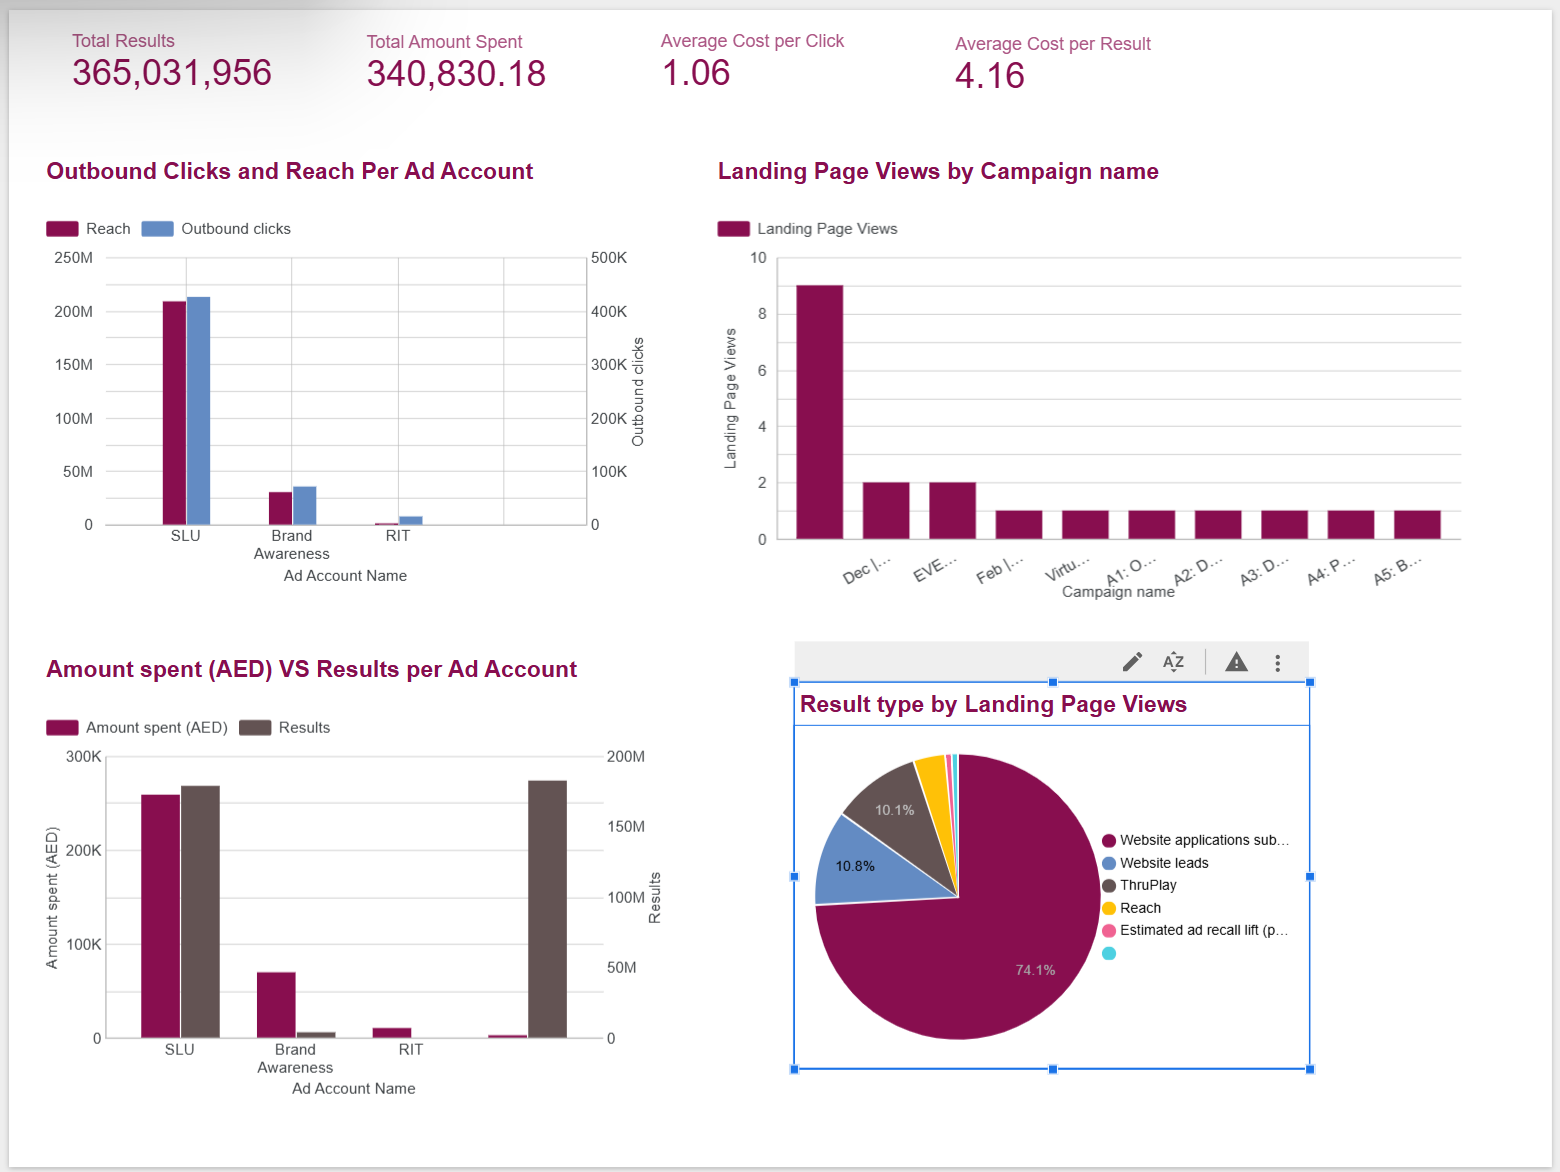 Total Results
365,031,956
Total Amount Spent
340,830.18
Average Cost per Click
1.06
Average Cost per Result
4.16
Outbound Clicks and Reach Per Ad Account
Reach
Outbound clicks
250M
200M
150M
100M
50M
0
500K
400K
300K
200K
100K
0
Outbound clicks
SLU
Brand
Awareness
RIT
Ad Account Name
Landing Page Views by Campaign name
Landing Page Views
10
8
6
4
2
0
Landing Page Views
Dec |...
EVE...
Feb |...
Virtu...
A1: O...
A2: D...
A3: D...
A4: P...
A5: B...
Campaign name
Amount spent (AED) VS Results per Ad Account
Amount spent (AED)
Results
300K
200K
100K
0
Amount spent (AED)
200M
150M
100M
50M
0
Results
SLU
Brand
Awareness
RIT
Ad Account Name
AZ
Result type by Landing Page Views
10.1%
10.8%
74.1%
Website applications sub...
Website leads
ThruPlay
Reach
Estimated ad recall lift (p...